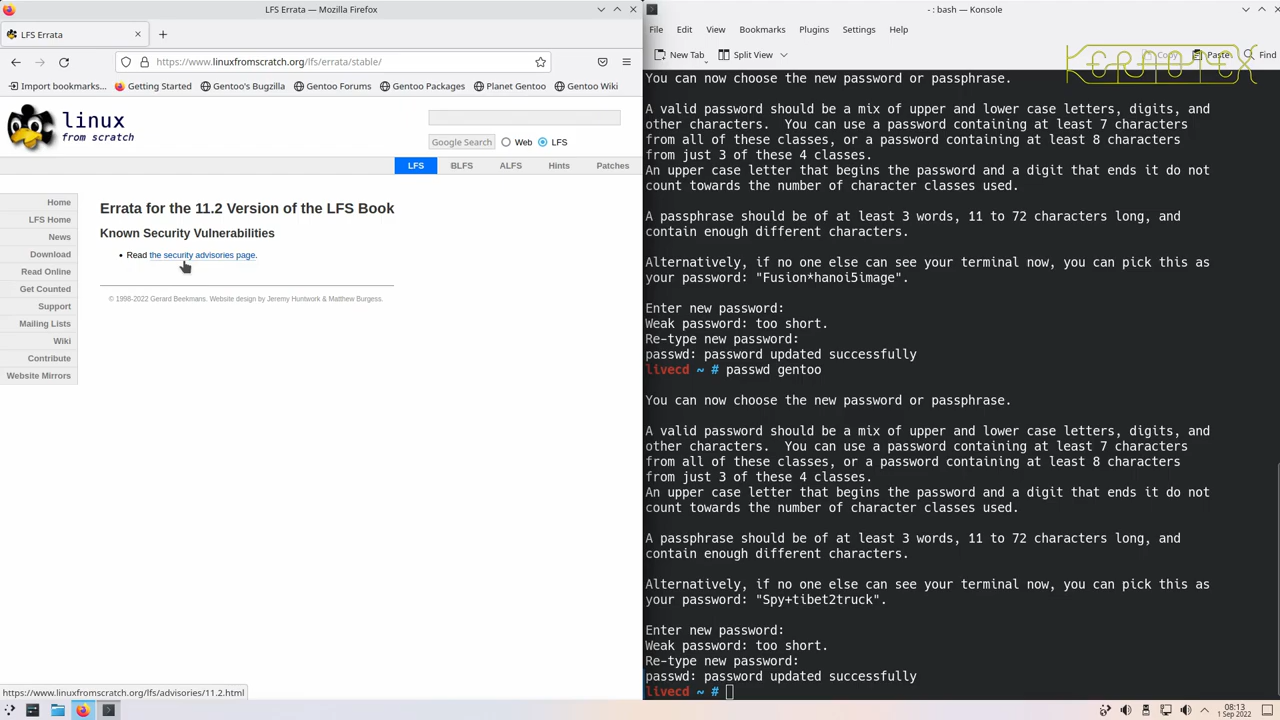 LFS Errata — Mozilla Firefox
LFS Errata
https://www.linuxfromscratch.org/lfs/errata/stable/
Import bookmarks...
Getting Started
Gentoo's Bugzilla
Gentoo Forums
Gentoo Packages
Planet Gentoo
Gentoo Wiki
linux
from scratch
Google Search
Web
LFS
LFS
BLFS
ALFS
Hints
Patches
Home
LFS Home
News
Download
Read Online
Get Counted
Support
Mailing Lists
Wiki
Contribute
Website Mirrors
Errata for the 11.2 Version of the LFS Book
Known Security Vulnerabilities
• Read the security advisories page.
© 1998-2022 Gerard Beekmans. Website design by Jeremy Huntwork & Matthew Burgess.
https://www.linuxfromscratch.org/lfs/advisories/11.2.html
- : bash — Konsole
File
Edit
View
Bookmarks
Plugins
Settings
Help
New Tab
Split View
Copy
Paste
Find
You can now choose the new password or passphrase.
A valid password should be a mix of upper and lower case letters, digits, and
other characters.  You can use a password containing at least 7 characters
from all of these classes, or a password containing at least 8 characters
from just 3 of these 4 classes.
An upper case letter that begins the password and a digit that ends it do not
count towards the number of character classes used.
A passphrase should be of at least 3 words, 11 to 72 characters long, and
contain enough different characters.
Alternatively, if no one else can see your terminal now, you can pick this as
your password: "Fusion*hanoi5image".
Enter new password:
Weak password: too short.
Re-type new password:
passwd: password updated successfully
livecd ~ # passwd gentoo
You can now choose the new password or passphrase.
A valid password should be a mix of upper and lower case letters, digits, and
other characters.  You can use a password containing at least 7 characters
from all of these classes, or a password containing at least 8 characters
from just 3 of these 4 classes.
An upper case letter that begins the password and a digit that ends it do not
count towards the number of character classes used.
A passphrase should be of at least 3 words, 11 to 72 characters long, and
contain enough different characters.
Alternatively, if no one else can see your terminal now, you can pick this as
your password: "Spy+tibet2truck".
Enter new password:
Weak password: too short.
Re-type new password:
passwd: password updated successfully
livecd ~ #
08:13
1 Sep 2022